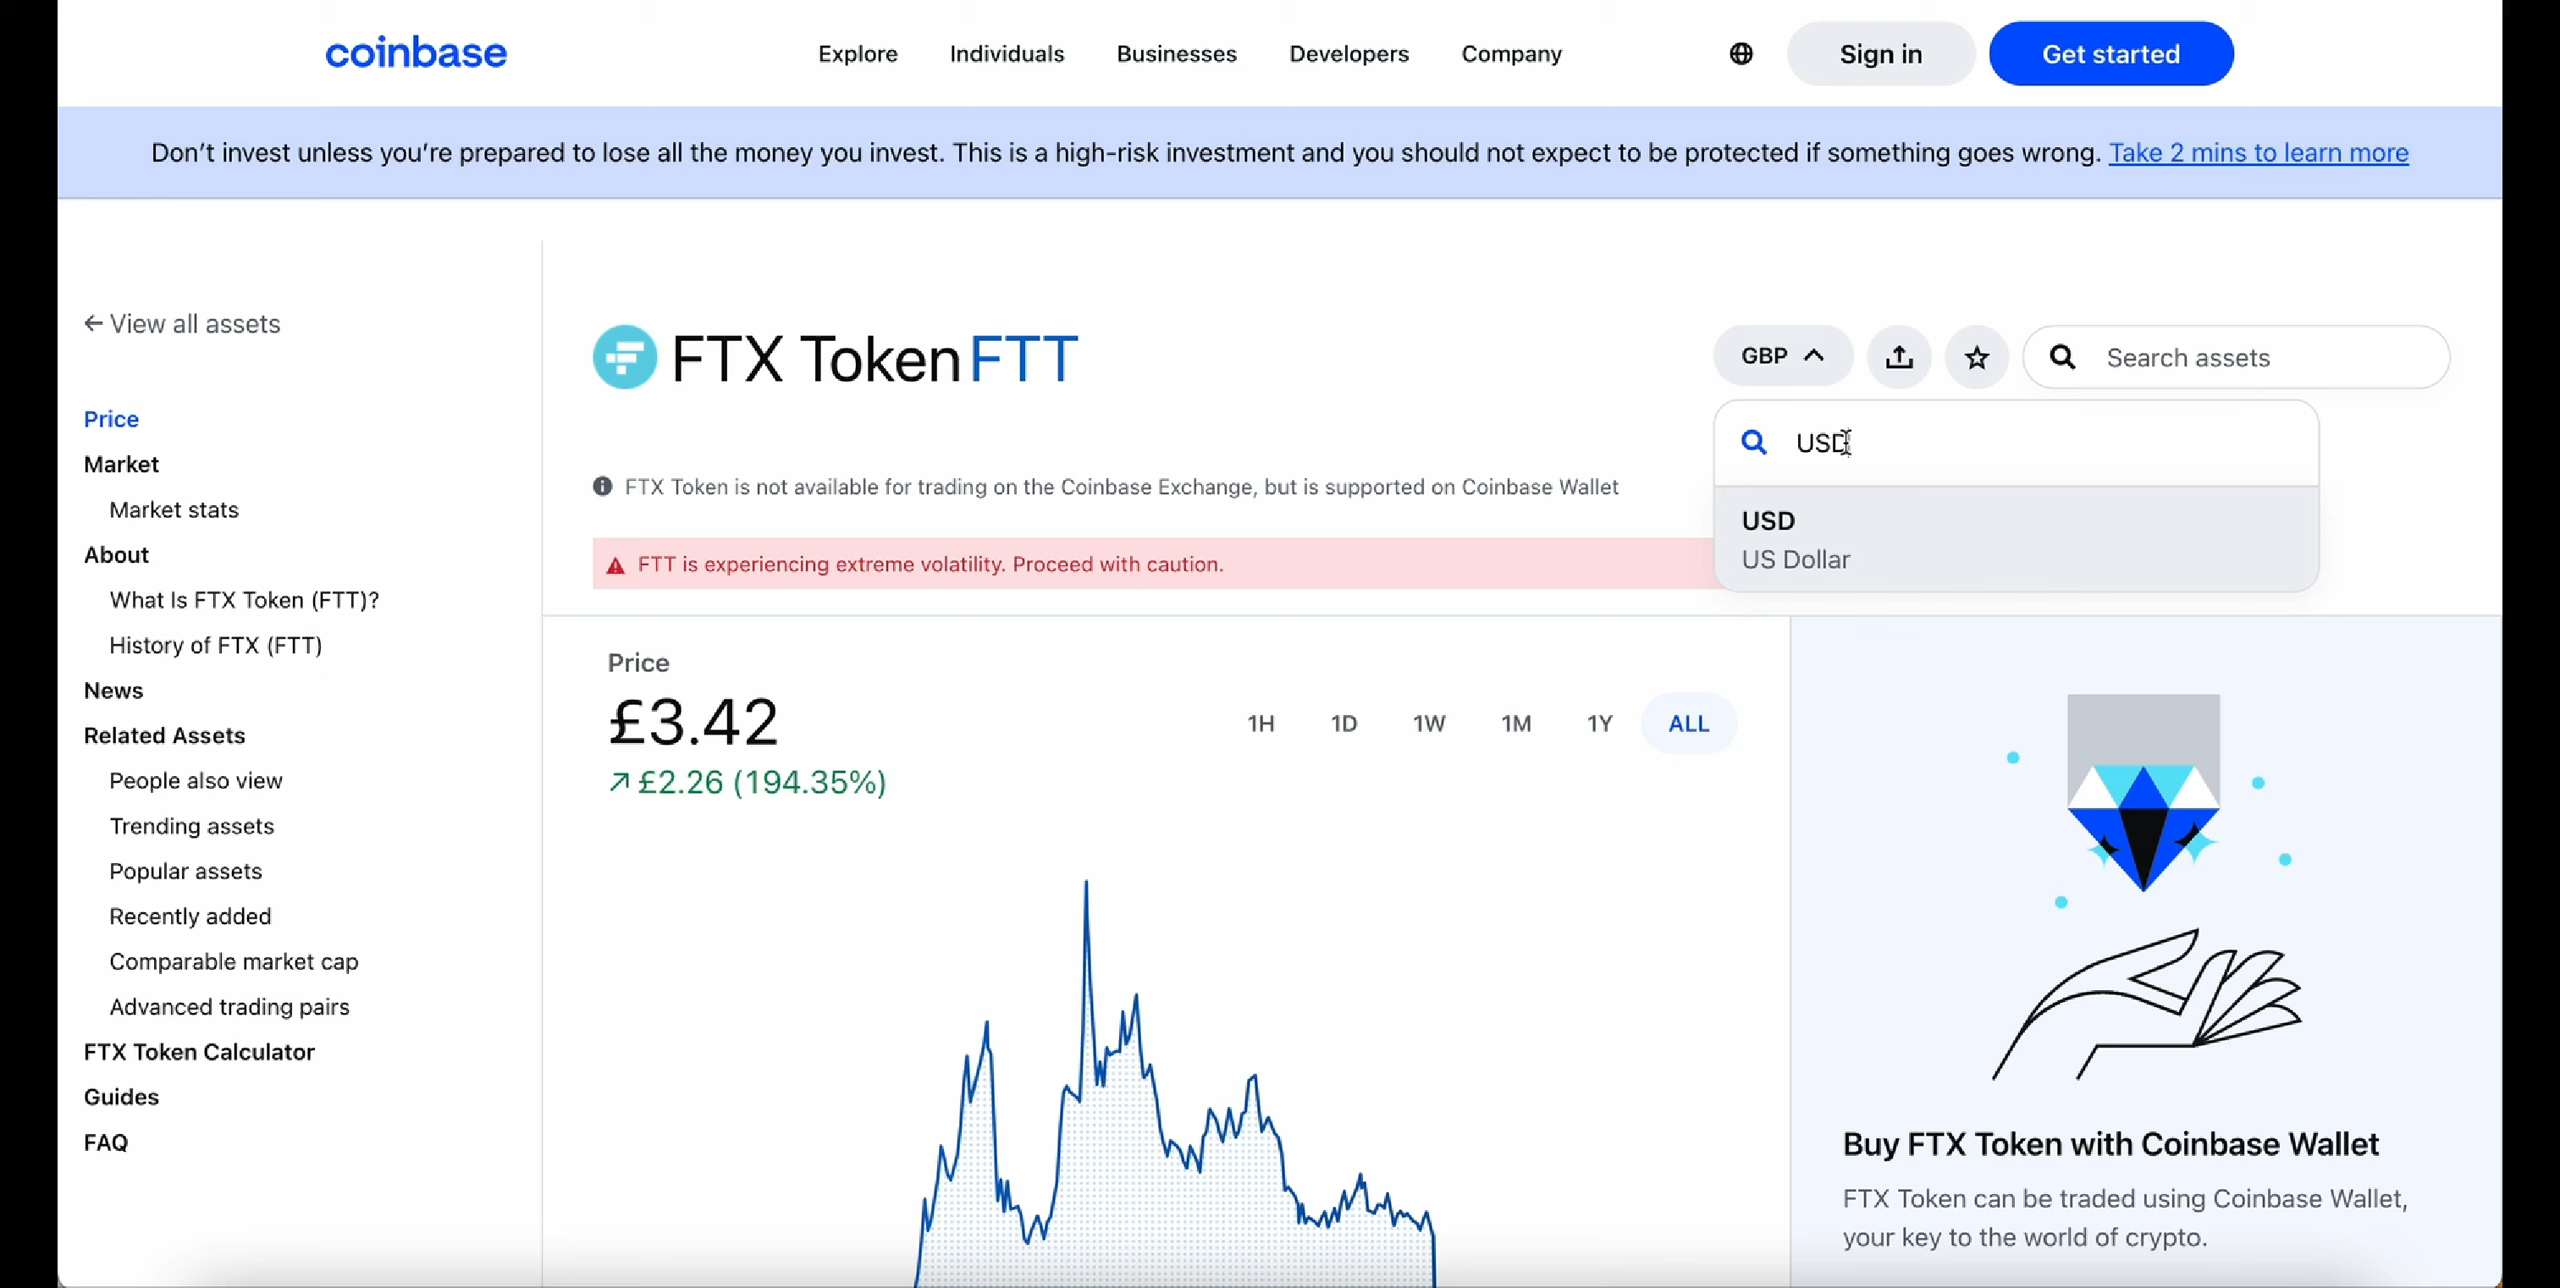 coinbase
Explore
Individuals
Businesses
Developers
Company
Sign in
Get started
Don't invest unless you're prepared to lose all the money you invest. This is a high-risk investment and you should not expect to be protected if something goes wrong. Take 2 mins to learn more
← View all assets
Price
Market
Market stats
About
What Is FTX Token (FTT)?
History of FTX (FTT)
News
Related Assets
People also view
Trending assets
Popular assets
Recently added
Comparable market cap
Advanced trading pairs
FTX Token Calculator
Guides
FAQ
FTX Token FTT
GBP
Search assets
USD
USD
US Dollar
FTX Token is not available for trading on the Coinbase Exchange, but is supported on Coinbase Wallet
FTT is experiencing extreme volatility. Proceed with caution.
Price
£3.42
↗ £2.26 (194.35%)
1H
1D
1W
1M
1Y
ALL
Buy FTX Token with Coinbase Wallet
FTX Token can be traded using Coinbase Wallet,
your key to the world of crypto.